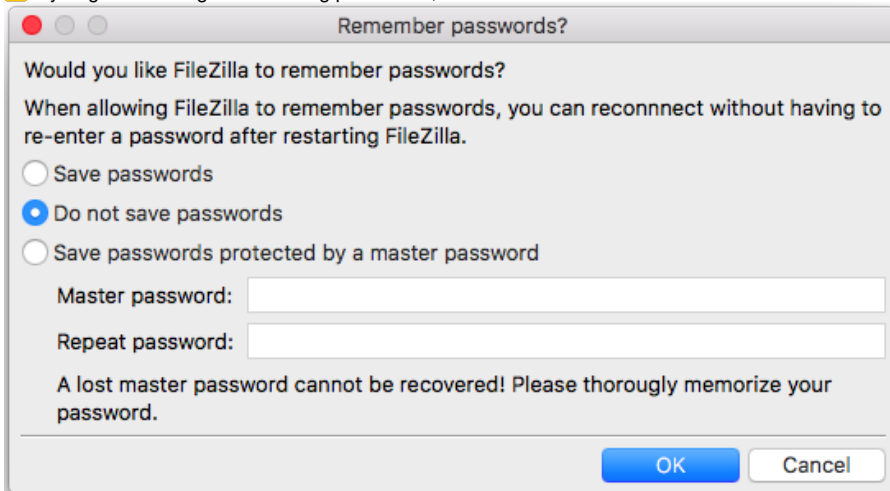 Remember passwords?
Would you like FileZilla to remember passwords?
When allowing FileZilla to remember passwords, you can reconnnect without having to
re-enter a password after restarting FileZilla.
Save passwords
Do not save passwords
Save passwords protected by a master password
Master password:
Repeat password:
A lost master password cannot be recovered! Please thorougly memorize your
password.
OK
Cancel